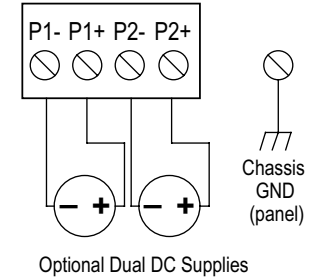 P1- P1+ P2- P2+
- + - +
Chassis
GND
(panel)
Optional Dual DC Supplies